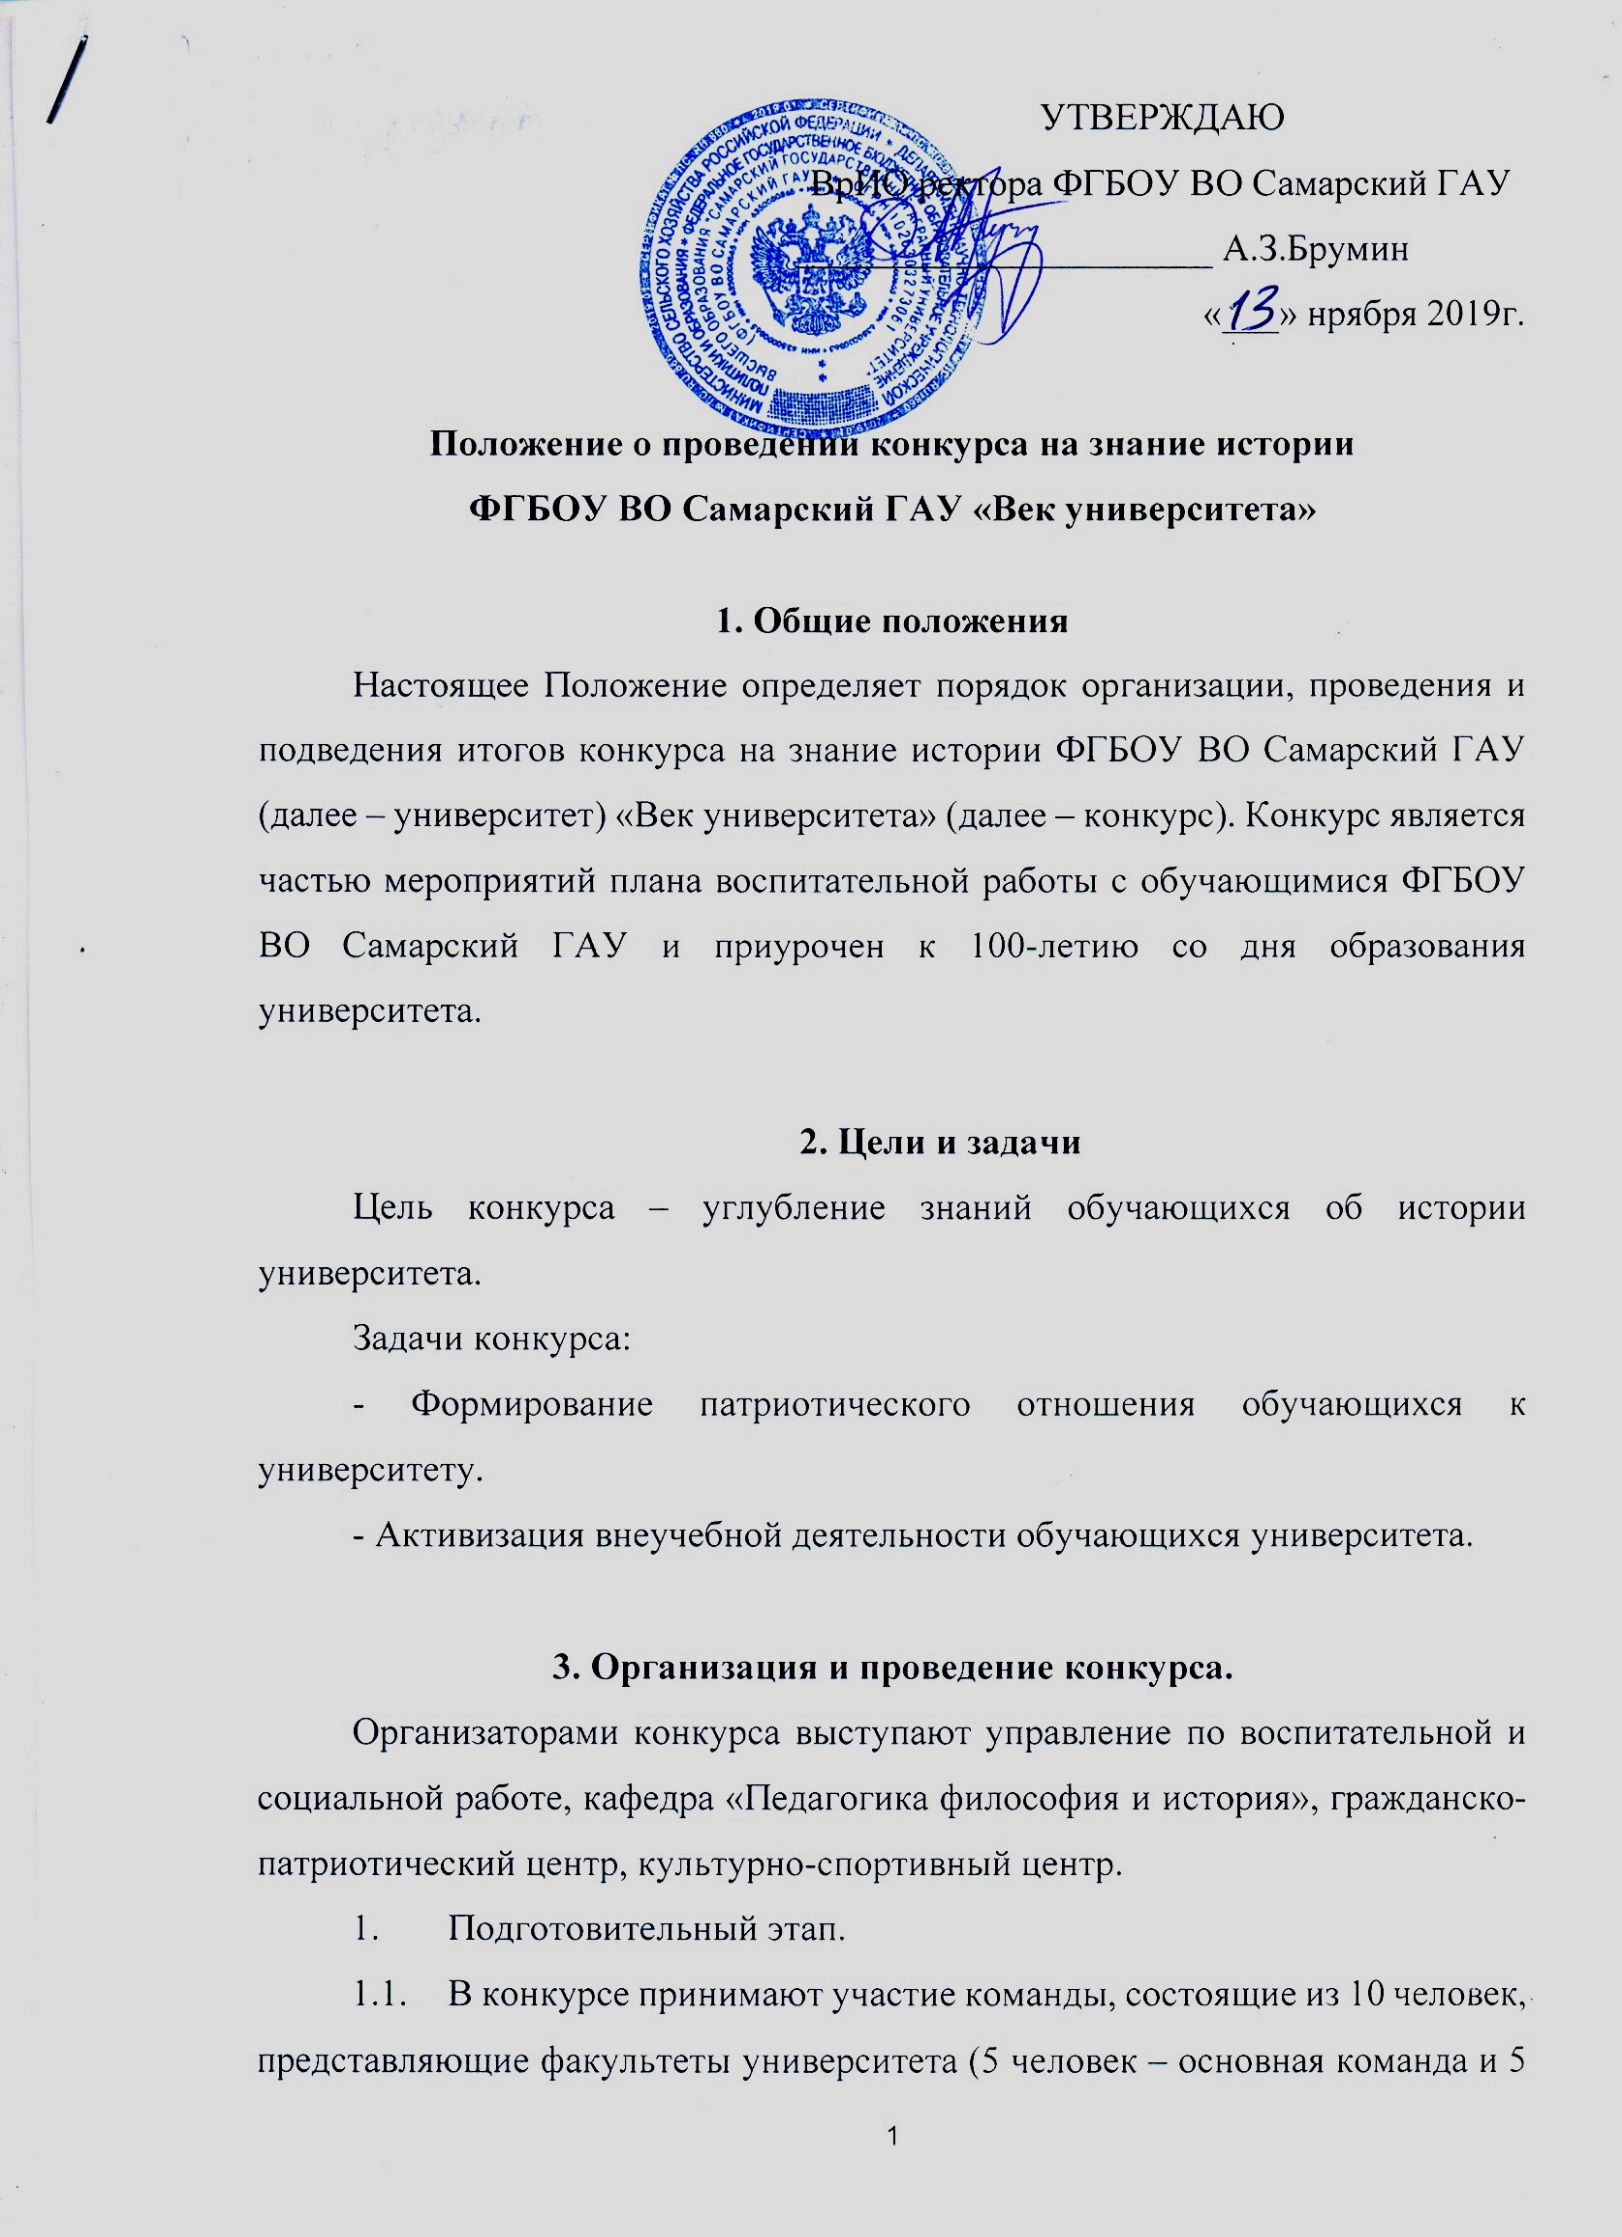 УТВЕРЖДАЮ
ВрИО ректора ФГБОУ ВО Самарский ГАУ
А.З.Брумин
«13» нрября 2019г.
МИНИСТЕРСТВО СЕЛЬСКОГО ХОЗЯЙСТВА РОССИЙСКОЙ ФЕДЕРАЦИИ
Положение о проведении конкурса на знание истории
ФГБОУ ВО Самарский ГАУ «Век университета»
1. Общие положения
Настоящее Положение определяет порядок организации, проведения и
подведения итогов конкурса на знание истории ФГБОУ ВО Самарский ГАУ
(далее – университет) «Век университета» (далее – конкурс). Конкурс является
частью мероприятий плана воспитательной работы с обучающимися ФГБОУ
ВО Самарский ГАУ и приурочен к 100-летию со дня образования
университета.
2. Цели и задачи
Цель конкурса – углубление знаний обучающихся об истории
университета.
Задачи конкурса:
- Формирование патриотического отношения обучающихся к
университету.
- Активизация внеучебной деятельности обучающихся университета.
3. Организация и проведение конкурса.
Организаторами конкурса выступают управление по воспитательной и
социальной работе, кафедра «Педагогика философия и история», гражданско-
патриотический центр, культурно-спортивный центр.
1. Подготовительный этап.
1.1. В конкурсе принимают участие команды, состоящие из 10 человек,
представляющие факультеты университета (5 человек – основная команда и 5
1